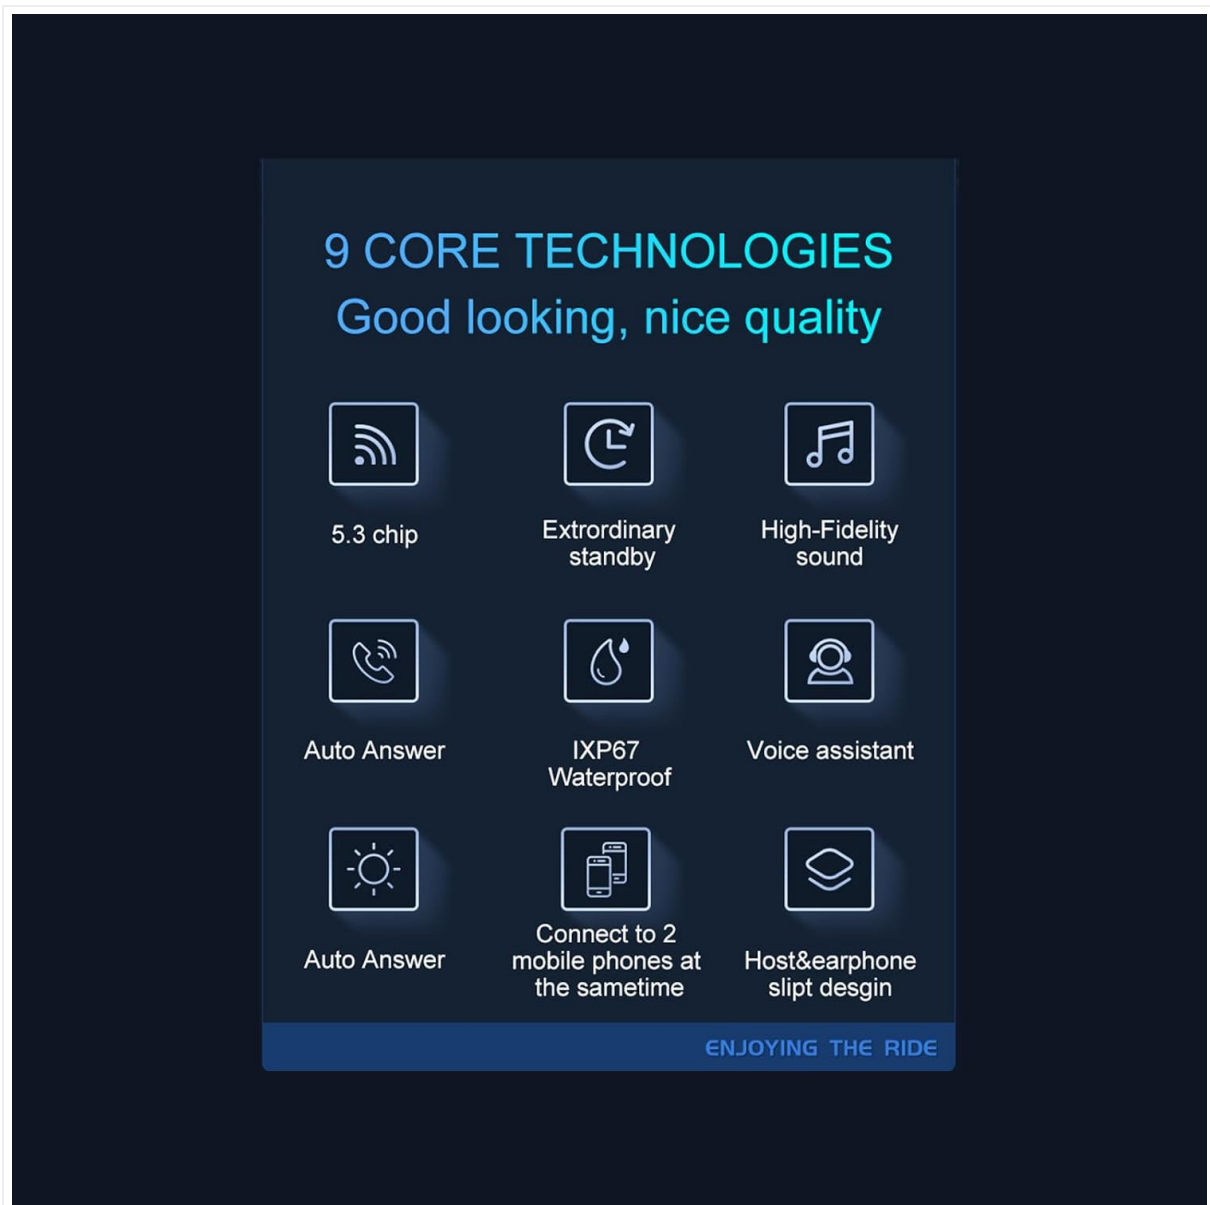 9 CORE TECHNOLOGIES
Good looking, nice quality
5.3 chip
Extrordinary
standby
High-Fidelity
sound
Auto Answer
IXP67
Waterproof
Voice assistant
Auto Answer
Connect to 2
mobile phones at
the sametime
Host&earphone
slipt desgin
ENJOYING THE RIDE